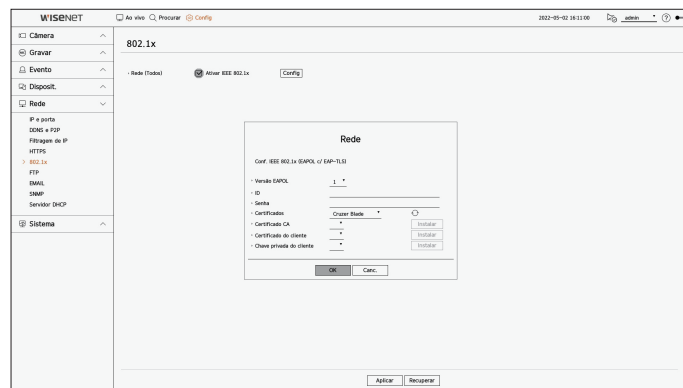 WISENET
Ao vivo Procurar Config
2022-05-02 16:11:00 admin ?
Câmera
Gravar
Evento
Disposit.
Rede
IP e porta
DDNS e P2P
Filtragem de IP
HTTPS
> 802.1x
FTP
EMAIL
SNMP
Servidor DHCP
Sistema
802.1x
· Rede (Todos) Ativar IEEE 802.1x Config
Rede
Conf. IEEE 802.1x (EAPOL c/ EAP-TLS)
· Versão EAPOL 1
· ID
· Senha
· Certificados Cruzer Blade
· Certificado CA Instalar
· Certificado do cliente Instalar
· Chave privada do cliente Instalar
OK Canc.
Aplicar Recuperar